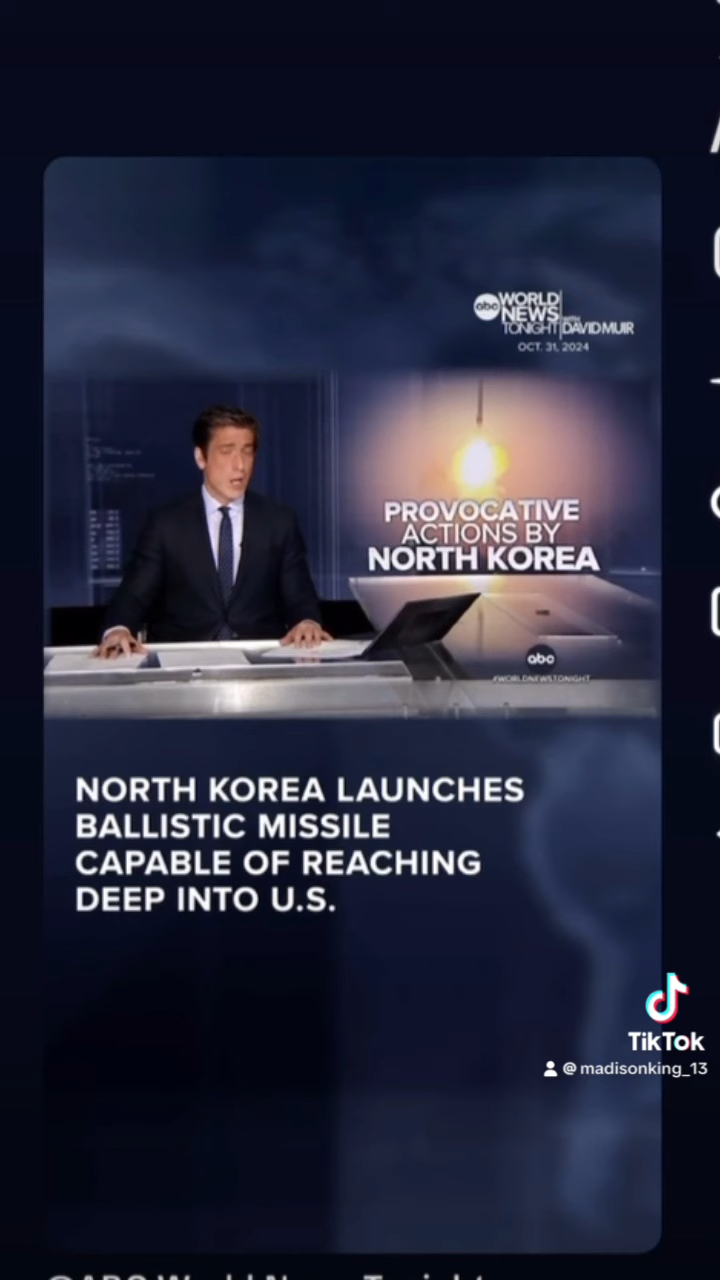 abc WORLD
NEWS
TONIGHT WITH DAVID MUIR
OCT. 31, 2024
PROVOCATIVE
ACTIONS BY
NORTH KOREA
abc
#WORLDNEWSTONIGHT
NORTH KOREA LAUNCHES
BALLISTIC MISSILE
CAPABLE OF REACHING
DEEP INTO U.S.
TikTok
@madisonking_13